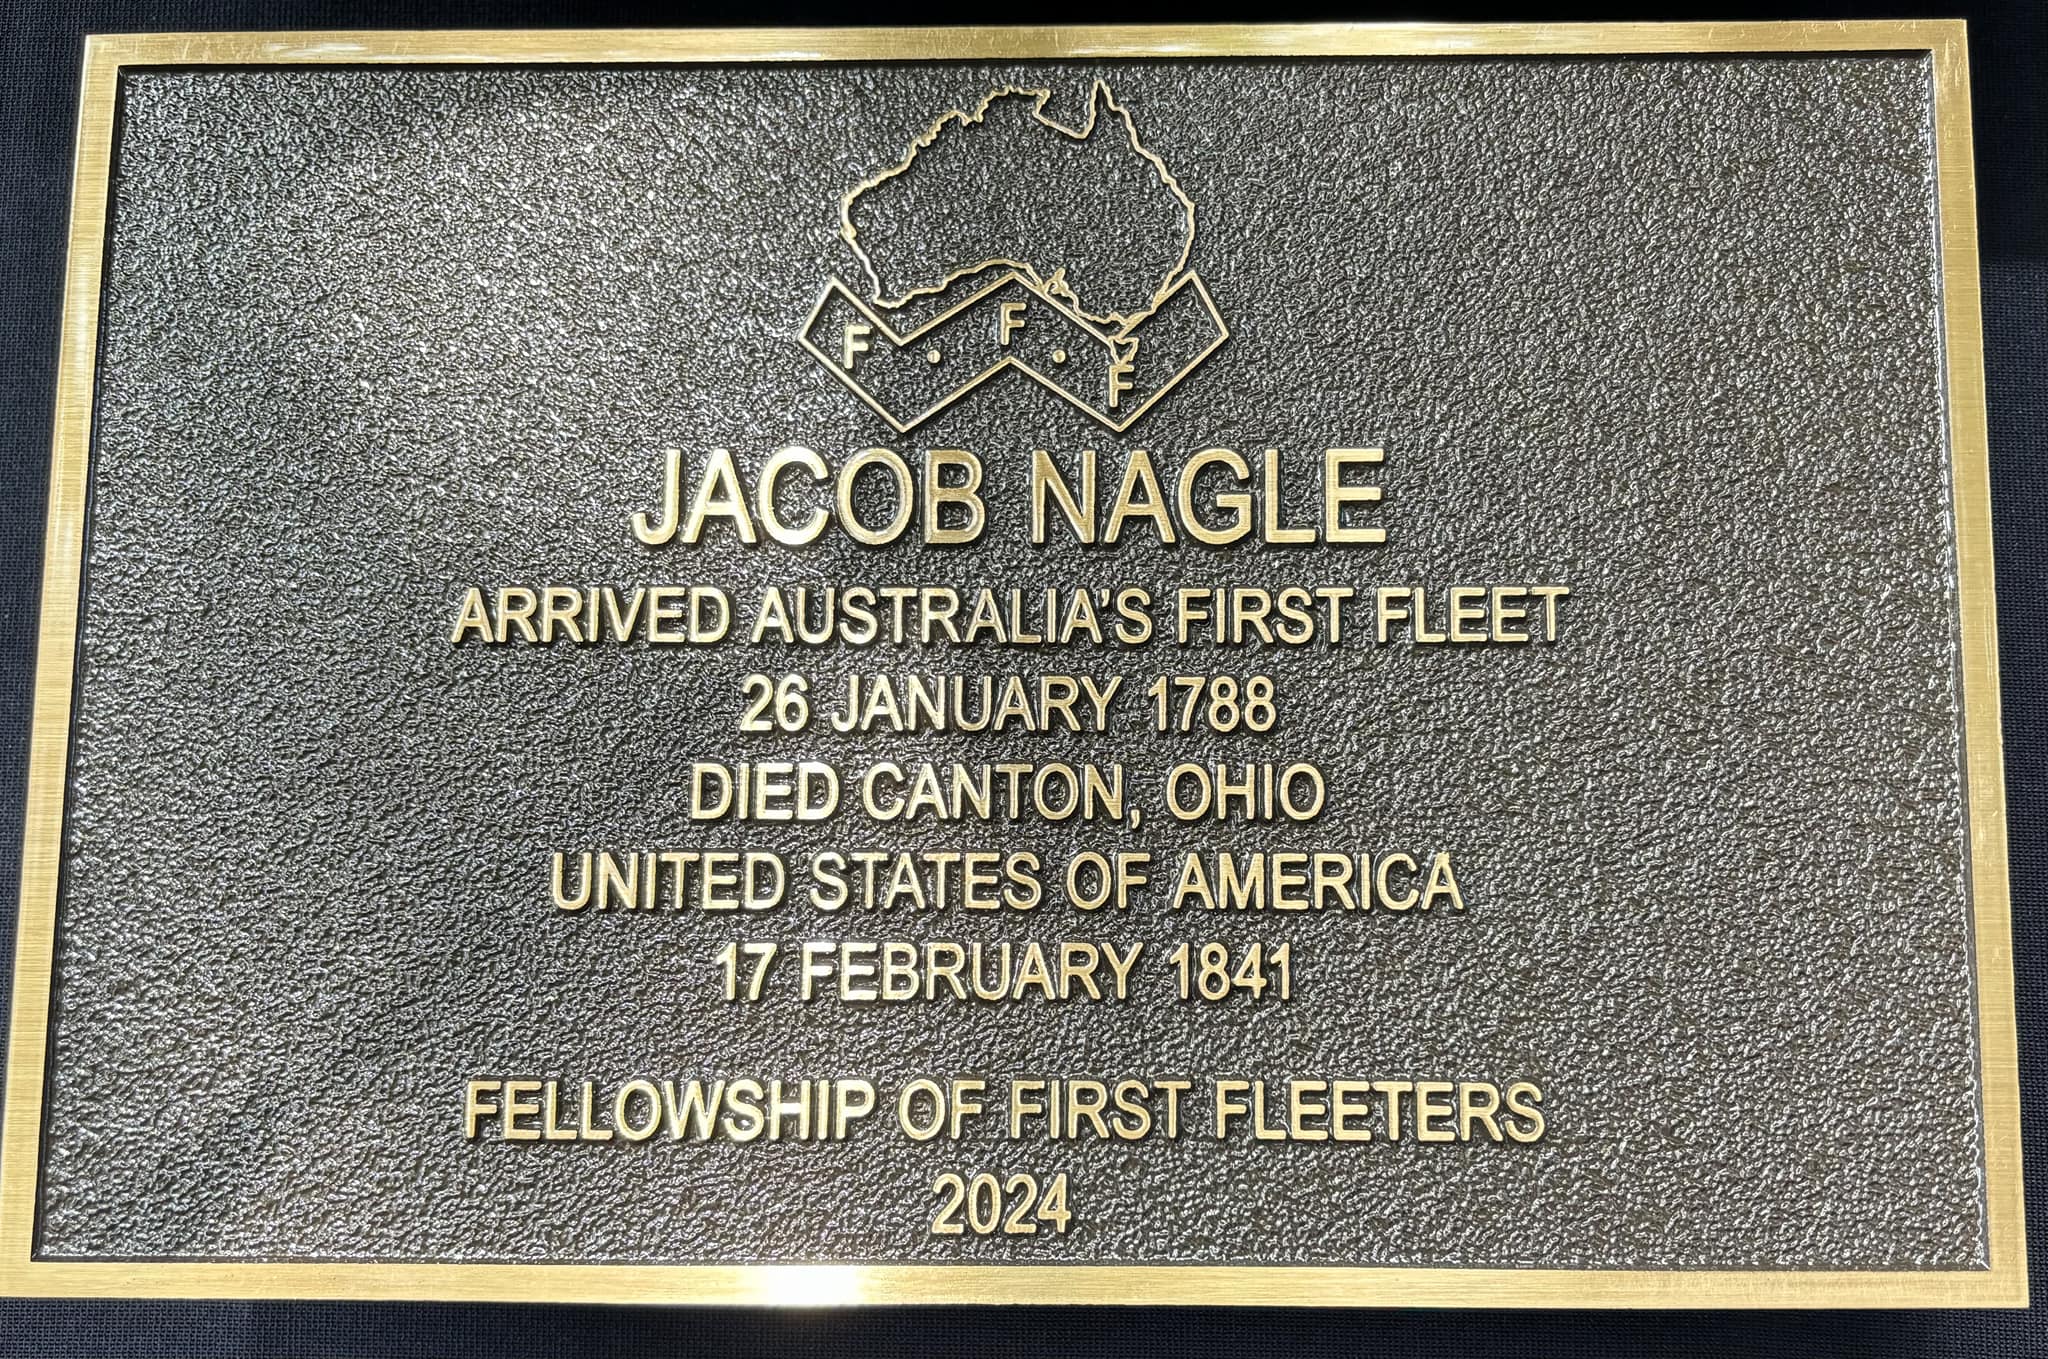 F · F · F
JACOB NAGLE
ARRIVED AUSTRALIA'S FIRST FLEET
26 JANUARY 1788
DIED CANTON, OHIO
UNITED STATES OF AMERICA
17 FEBRUARY 1841
FELLOWSHIP OF FIRST FLEETERS
2024